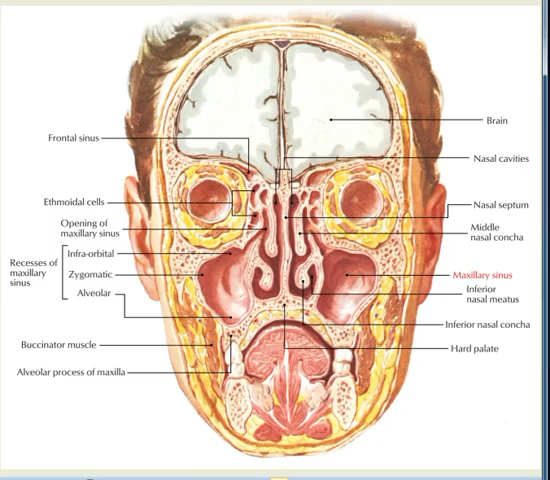 Frontal sinus
Ethmoidal cells
Opening of
maxillary sinus
Recesses of
maxillary
sinus
Infra-orbital
Zygomatic
Alveolar
Buccinator muscle
Alveolar process of maxilla
Brain
Nasal cavities
Nasal septum
Middle
nasal concha
Maxillary sinus
Inferior
nasal meatus
Inferior nasal concha
Hard palate